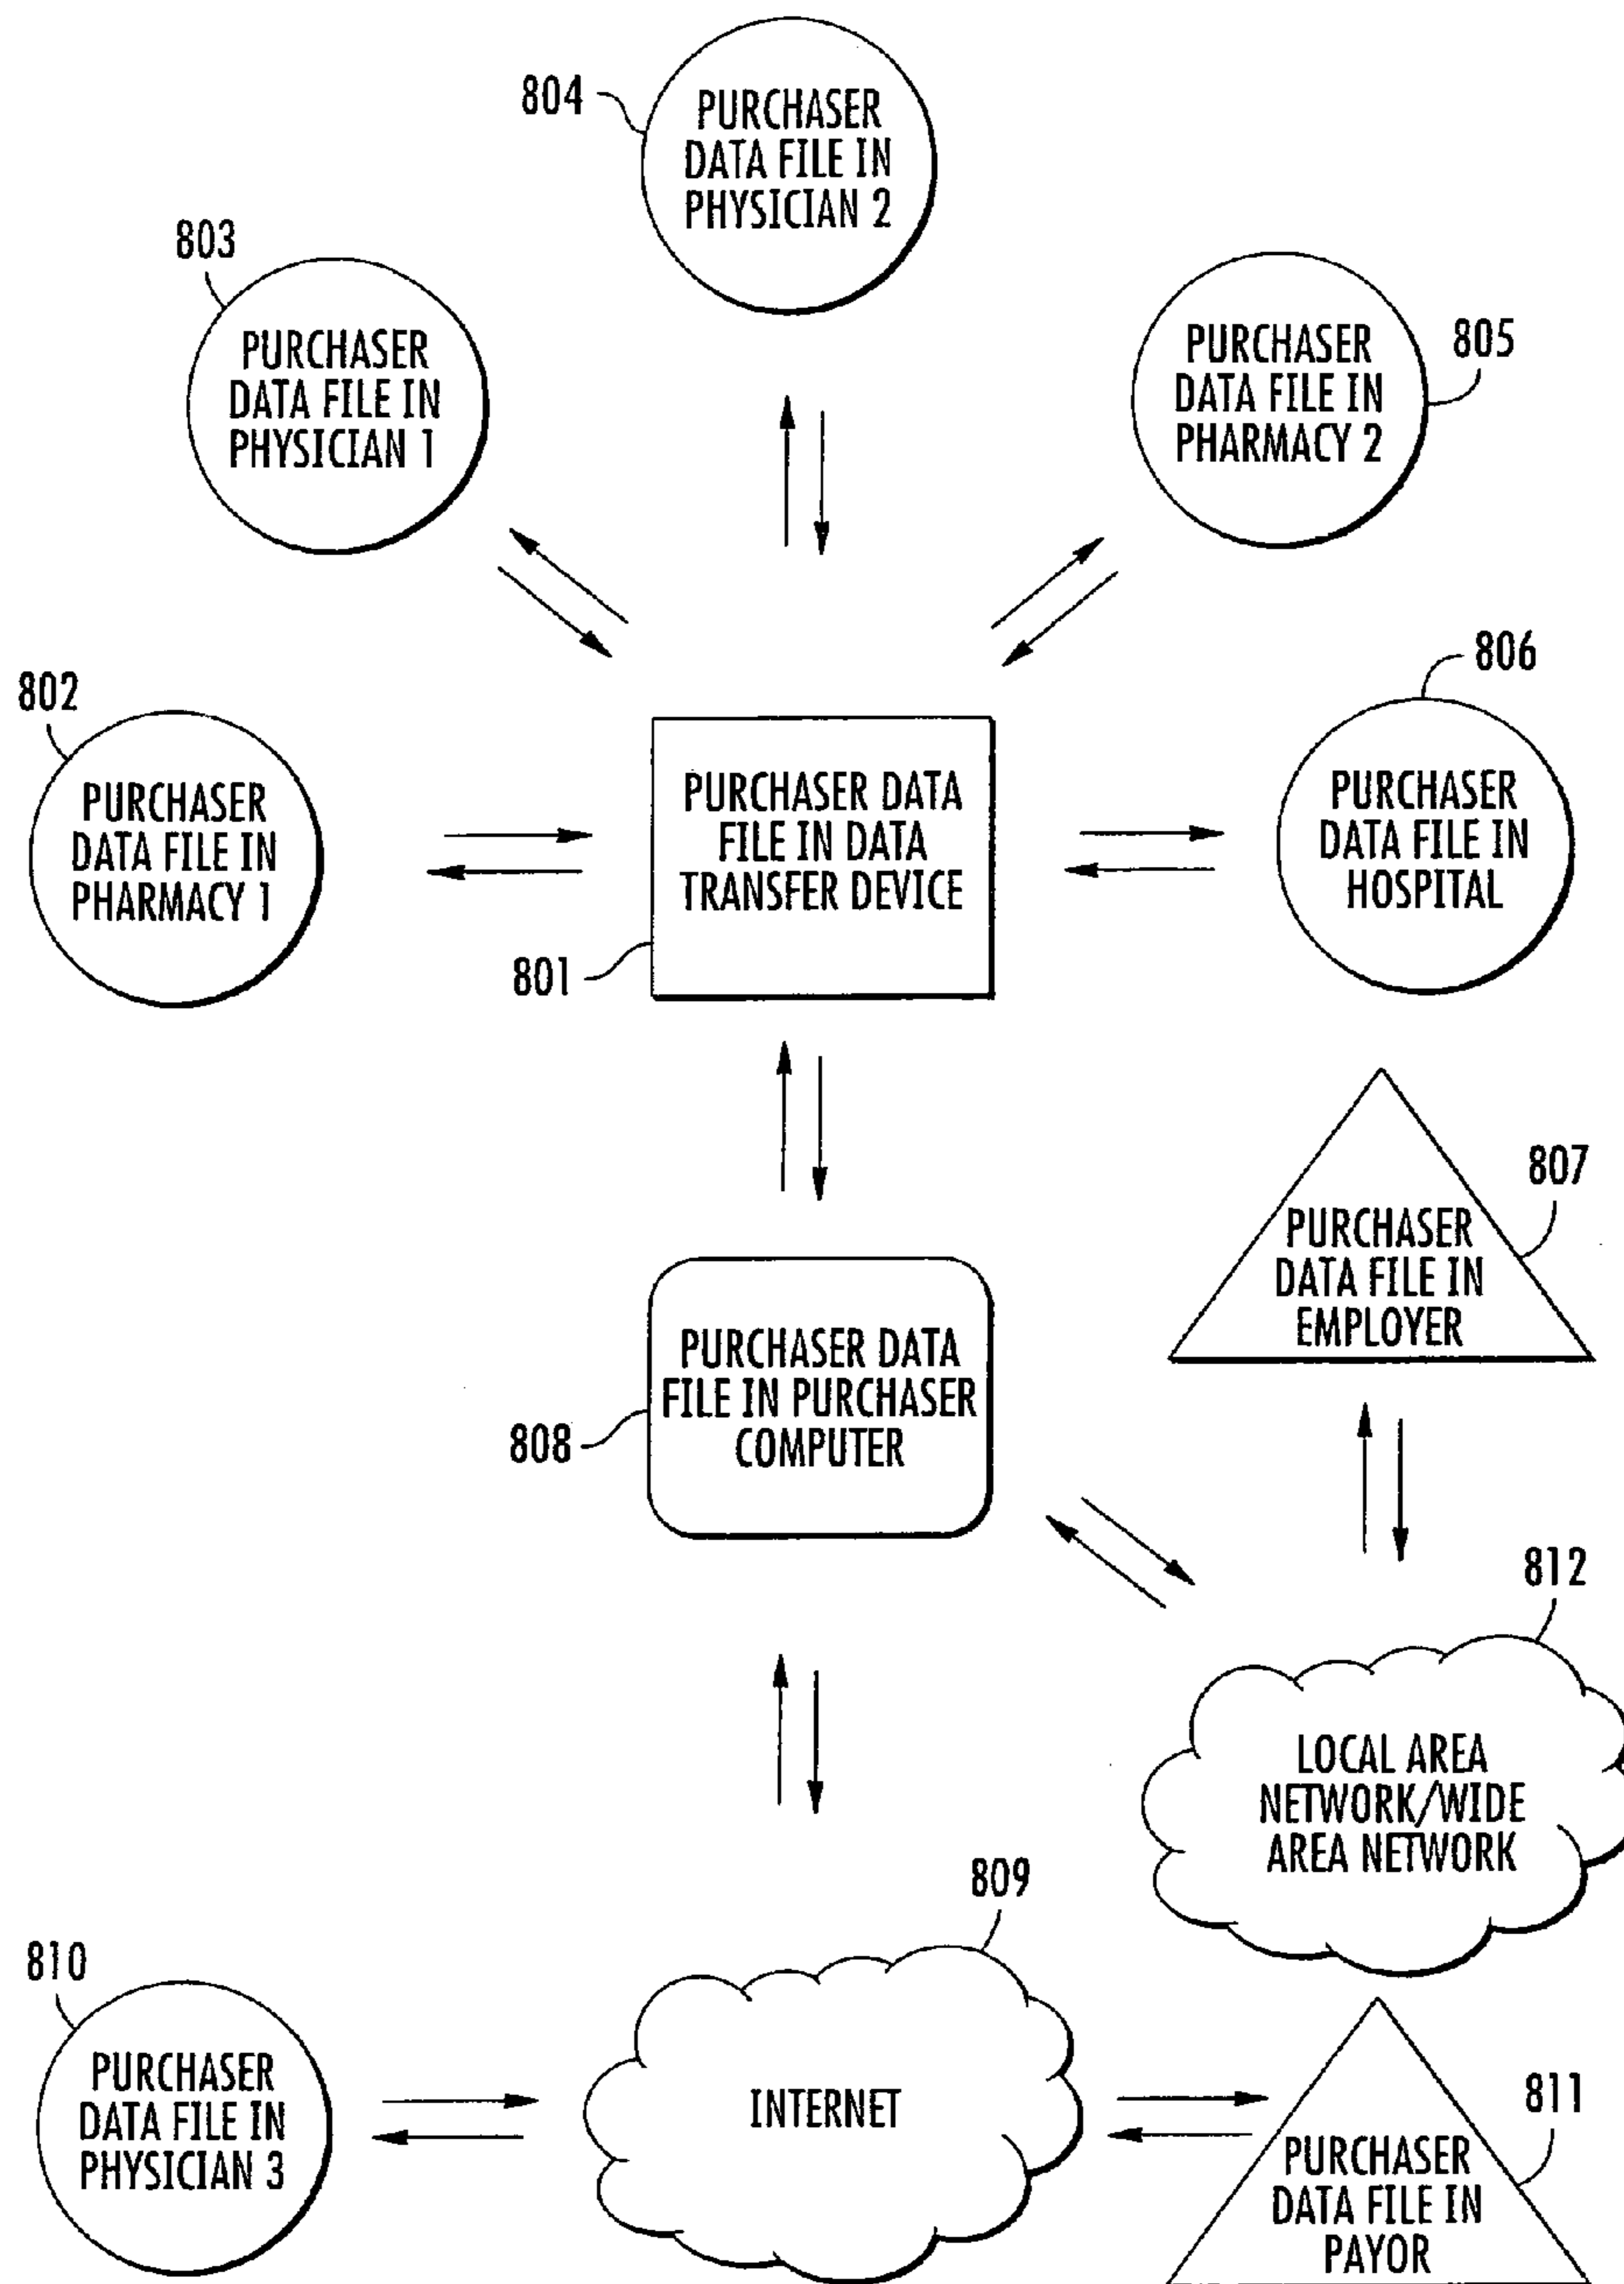 804
PURCHASER
DATA FILE IN
PHYSICIAN 2
803
PURCHASER
DATA FILE IN
PHYSICIAN 1
PURCHASER
DATA FILE IN
PHARMACY 2
805
802
PURCHASER
DATA FILE IN
PHARMACY 1
PURCHASER DATA
FILE IN DATA
TRANSFER DEVICE
801
806
PURCHASER
DATA FILE IN
HOSPITAL
807
PURCHASER
DATA FILE IN
EMPLOYER
PURCHASER DATA
FILE IN PURCHASER
COMPUTER
808
812
LOCAL AREA
NETWORK/WIDE
AREA NETWORK
809
INTERNET
810
PURCHASER
DATA FILE IN
PHYSICIAN 3
811
PURCHASER
DATA FILE IN
PAYOR